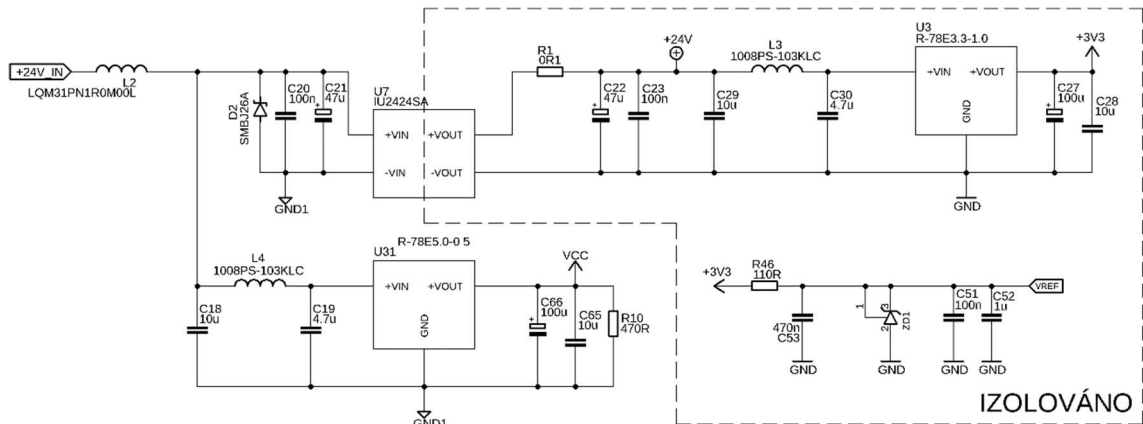 +24V_IN
L2
LQM31PN1R0M00L
D2
SMBJ26A
C20
100n
C21
47u
+
GND1
U7
IU2424SA
+VIN
+VOUT
-VIN
-VOUT
R1
0R1
C22
47u
+
C23
100n
+24V
C29
10u
L3
1008PS-103KLC
C30
4.7u
U3
R-78E3.3-1.0
+VIN
+VOUT
GND
GND
C27
100u
+
+3V3
C28
10u
L4
1008PS-103KLC
C18
10u
C19
4.7u
U31
R-78E5.0-0 5
+VIN
+VOUT
GND
GND1
C66
100u
+
VCC
C65
10u
R10
470R
+3V3
R46
110R
470n
C53
GND
1
2
3
ZD1
GND
C51
100n
GND
C52
1u
GND
VREF
IZOLOVÁNO